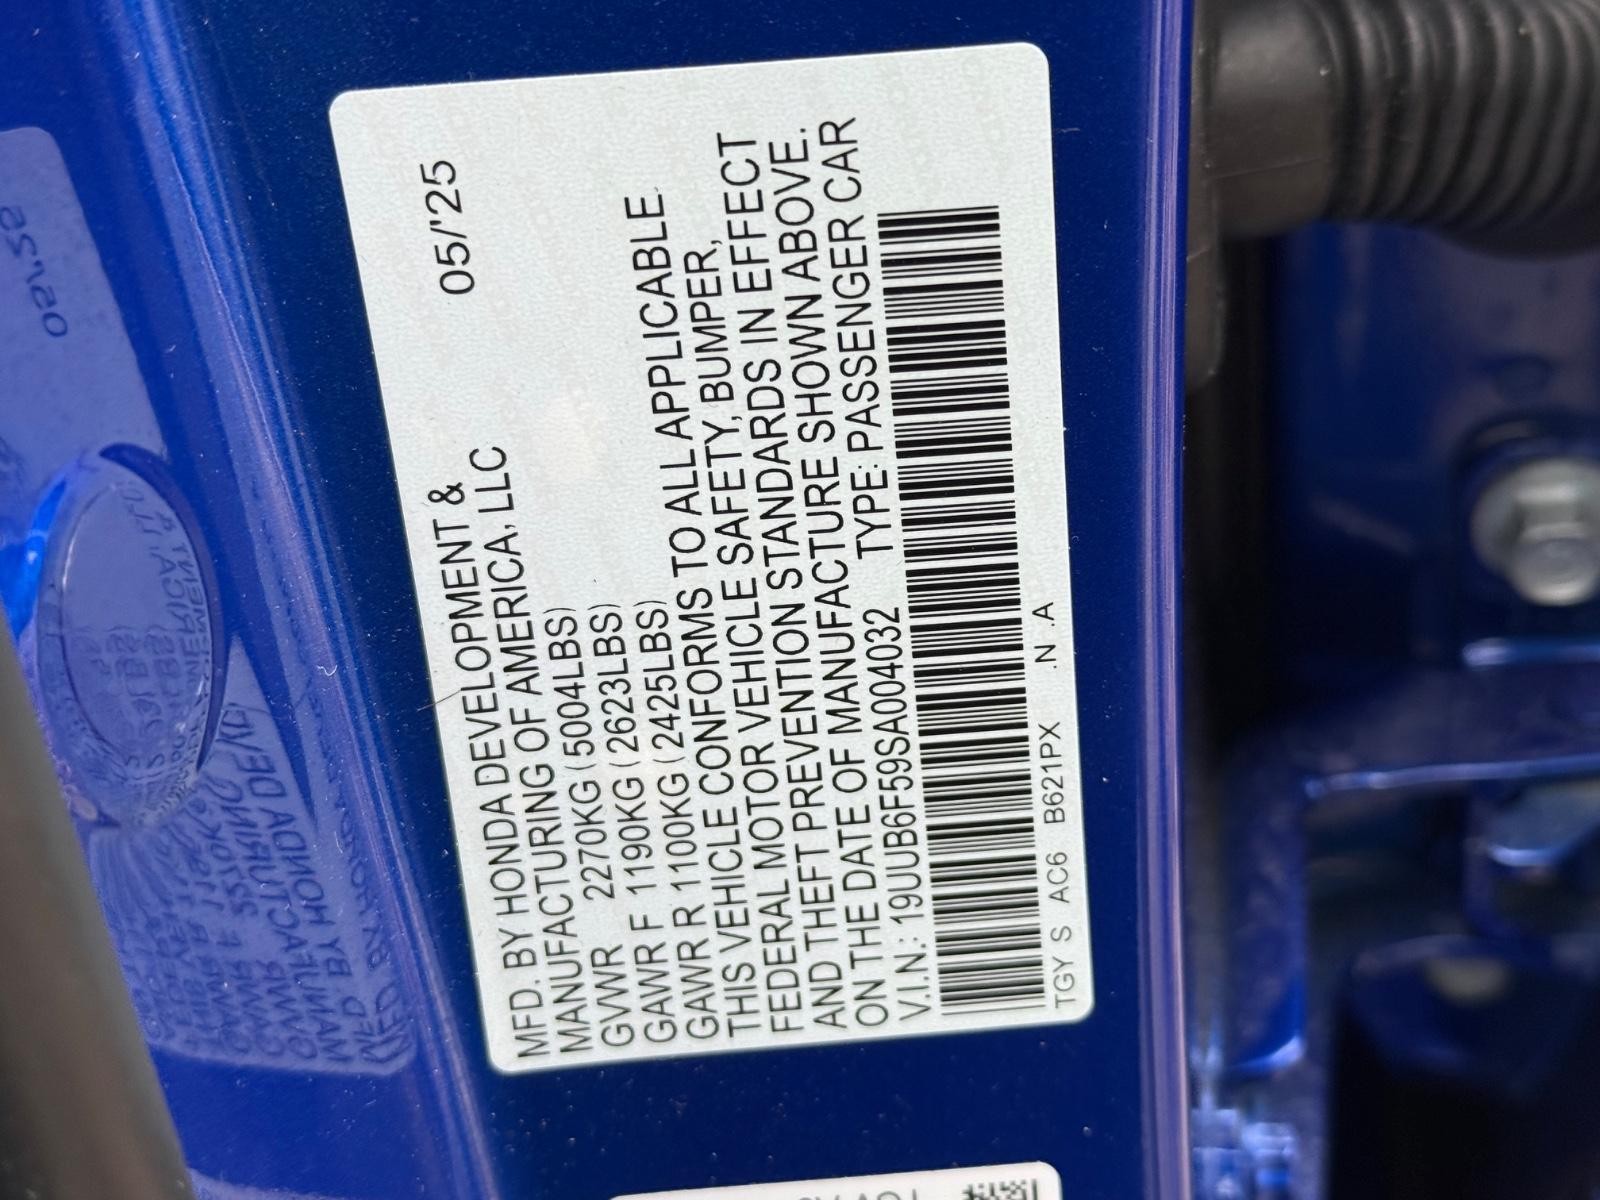 MFD. BY HONDA DEVELOPMENT & 05/'25
MANUFACTURING OF AMERICA, LLC
GVWR 2270KG (5004LBS)
GAWR F 1190KG (2623LBS)
GAWR R 1100KG (2425LBS)
THIS VEHICLE CONFORMS TO ALL APPLICABLE
FEDERAL MOTOR VEHICLE SAFETY, BUMPER,
AND THEFT PREVENTION STANDARDS IN EFFECT
ON THE DATE OF MANUFACTURE SHOWN ABOVE.
V.I.N.: 19UUB6F59SA004032 TYPE: PASSENGER CAR
TGY S AC6 B621PX .N .A